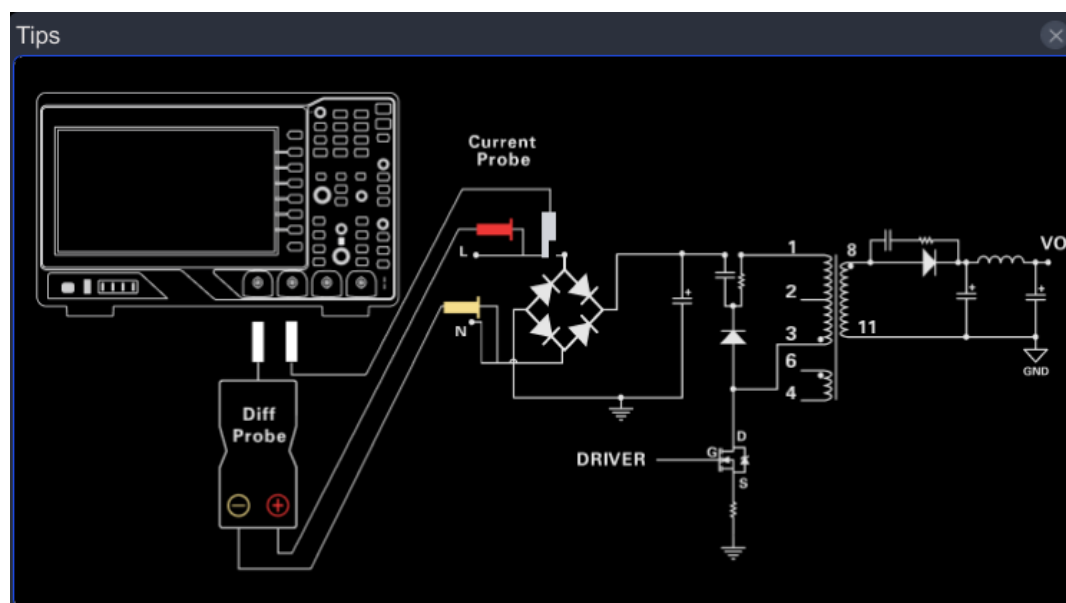 Tips
Current
Probe
L
N
Diff
Probe
DRIVER
G
D
S
1
2
3
6
4
8
11
VO
GND